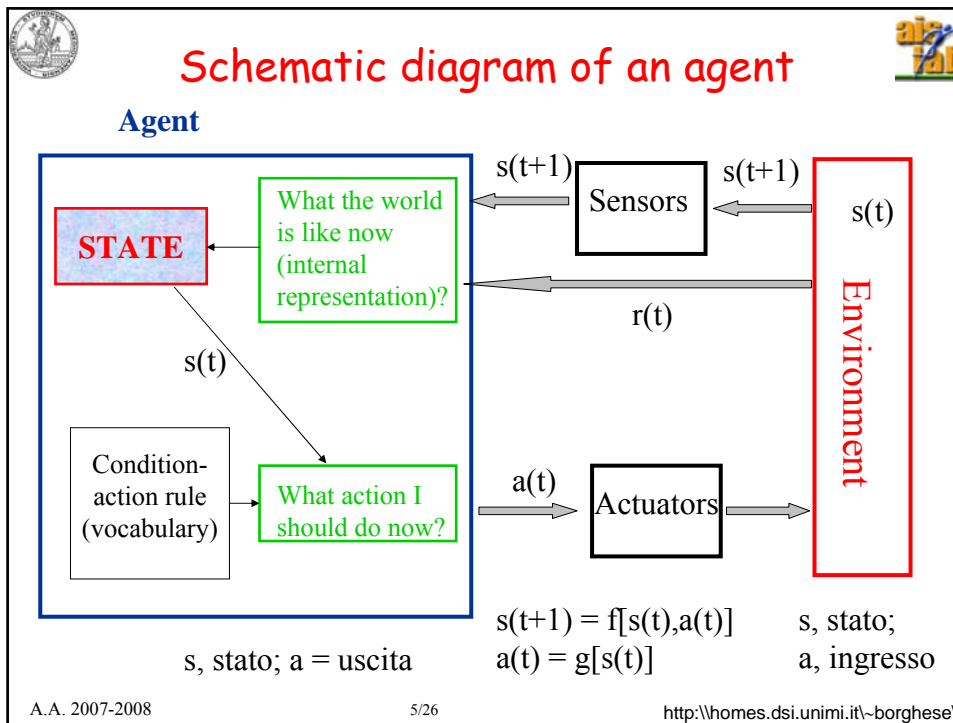 Schematic diagram of an agent
Agent
What the world
is like now
(internal
representation)?
STATE
s(t)
Condition-
action rule
(vocabulary)
What action I
should do now?
s(t+1)
Sensors
s(t+1)
s(t)
r(t)
Environment
a(t)
Actuators
s(t+1) = f[s(t),a(t)]
a(t) = g[s(t)]
s, stato;
a, ingresso
s, stato; a = uscita
A.A. 2007-2008
5/26
http:\\homes.dsi.unimi.it\~borghese\